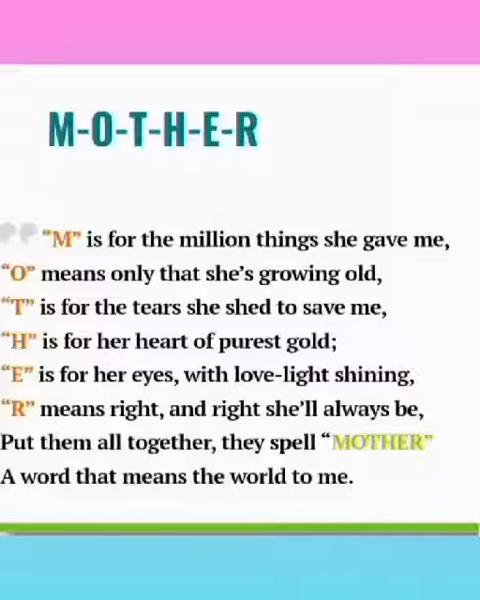 M-O-T-H-E-R
“M” is for the million things she gave me,
“O” means only that she’s growing old,
“T” is for the tears she shed to save me,
“H” is for her heart of purest gold;
“E” is for her eyes, with love-light shining,
“R” means right, and right she’ll always be,
Put them all together, they spell “MOTHER”
A word that means the world to me.